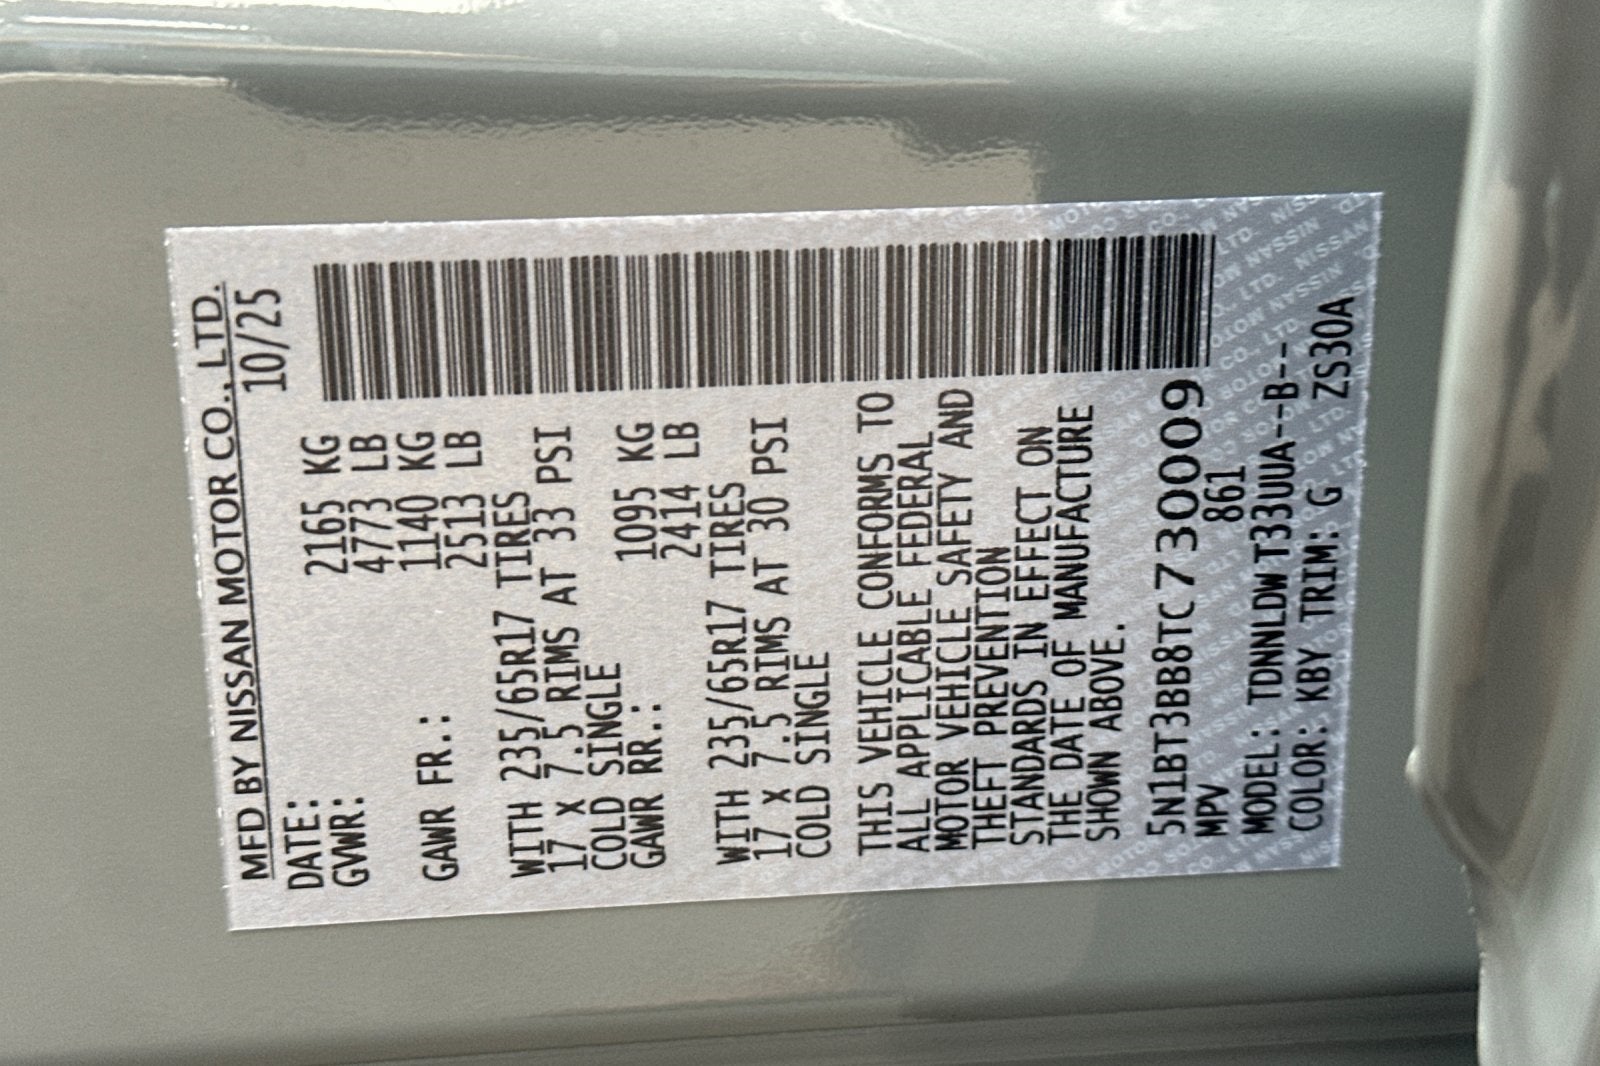 MFD BY NISSAN MOTOR CO., LTD.
DATE: 10/25
GVWR: 2165 KG
4773 LB
GAWR FR.: 1140 KG
2513 LB
WITH 235/65R17 TIRES
17 X 7.5 RIMS AT 33 PSI
COLD SINGLE
GAWR RR.: 1095 KG
2414 LB
WITH 235/65R17 TIRES
17 X 7.5 RIMS AT 30 PSI
COLD SINGLE
THIS VEHICLE CONFORMS TO
ALL APPLICABLE FEDERAL
MOTOR VEHICLE SAFETY AND
THEFT PREVENTION
STANDARDS IN EFFECT ON
THE DATE OF MANUFACTURE
SHOWN ABOVE.
5N1BT3BB8TC730009
MPV 861
MODEL: TDNNLDW T33UUA--B---
COLOR: KBY TRIM: G ZS30A